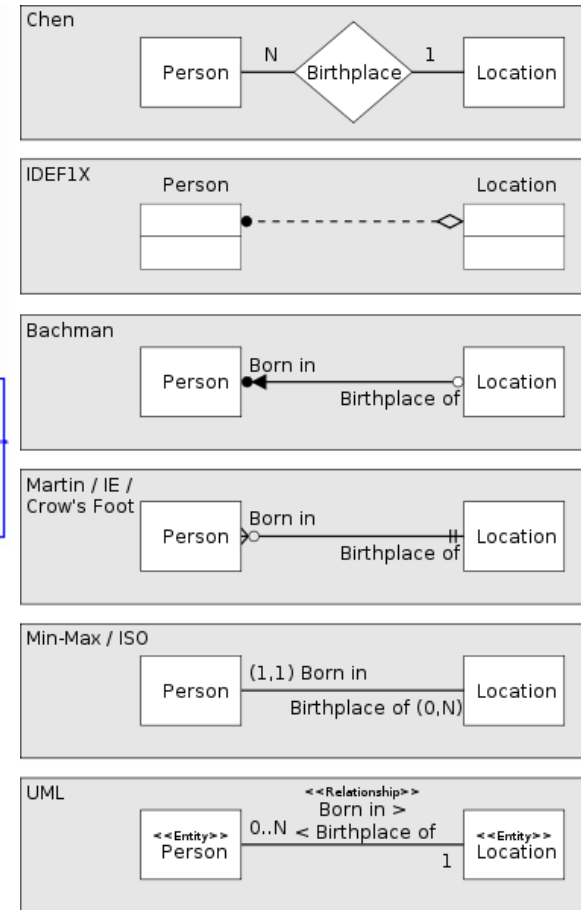 Chen
Person
N
Birthplace
1
Location
IDEF1X
Person
Location
Bachman
Person
Born in
Birthplace of
Location
Martin / IE /
Crow's Foot
Person
Born in
Birthplace of
Location
Min-Max / ISO
Person
(1,1) Born in
Birthplace of (0,N)
Location
UML
<<Entity>>
Person
0..N
<<Relationship>>
Born in >
< Birthplace of
1
<<Entity>>
Location